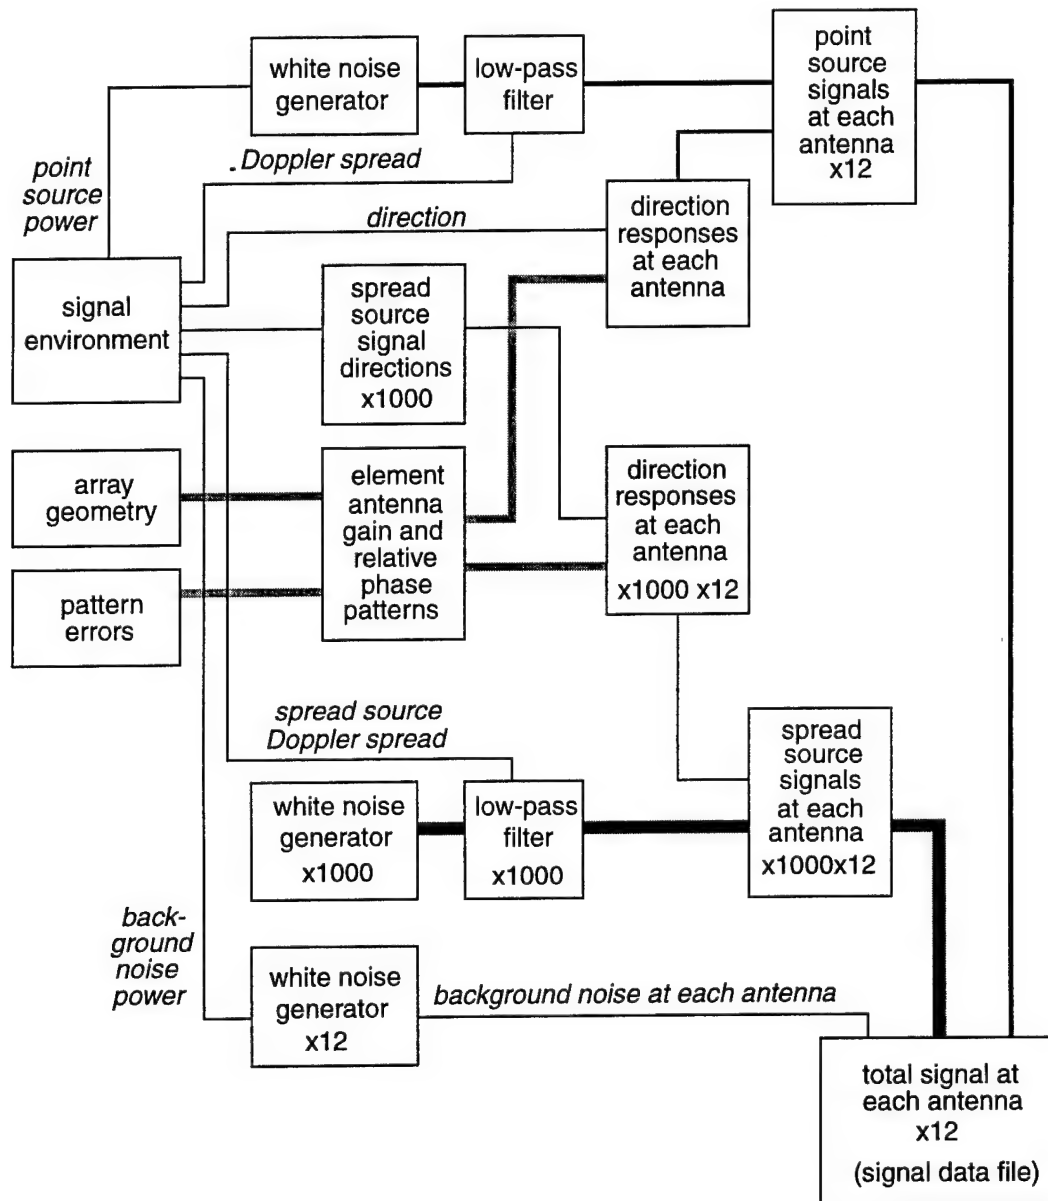 point
source
signals
at each
antenna
x12
white noise
generator
low-pass
filter
. Doppler spread
point
source
power
direction
direction
responses
at each
antenna
signal
environment
spread
source
signal
directions
x1000
array
geometry
element
antenna
gain and
relative
phase
patterns
direction
responses
at each
antenna
x1000 x12
pattern
errors
spread source
Doppler spread
spread
source
signals
at each
antenna
x1000x12
white noise
generator
x1000
low-pass
filter
x1000
back-
ground
noise
power
white noise
generator
x12
background noise at each antenna
total signal at
each antenna
x12
(signal data file)